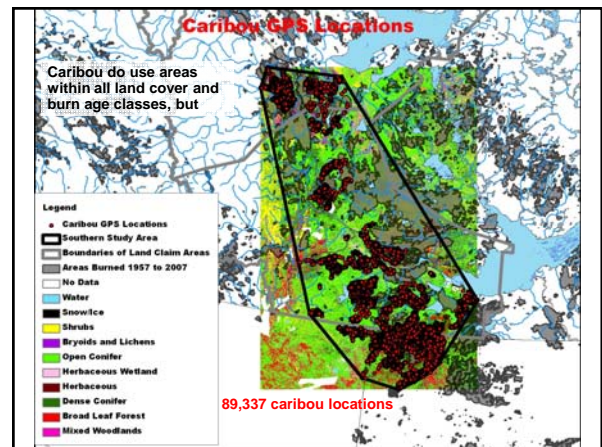 Caribou GPS Locations
Caribou do use areas
within all land cover and
burn age classes, but
Legend
Caribou GPS Locations
Southern Study Area
Boundaries of Land Claim Areas
Areas Burned 1957 to 2007
No Data
Water
Snow/Ice
Shrubs
Bryoids and Lichens
Open Conifer
Herbaceous Wetland
Herbaceous
Dense Conifer
Broad Leaf Forest
Mixed Woodlands
89,337 caribou locations